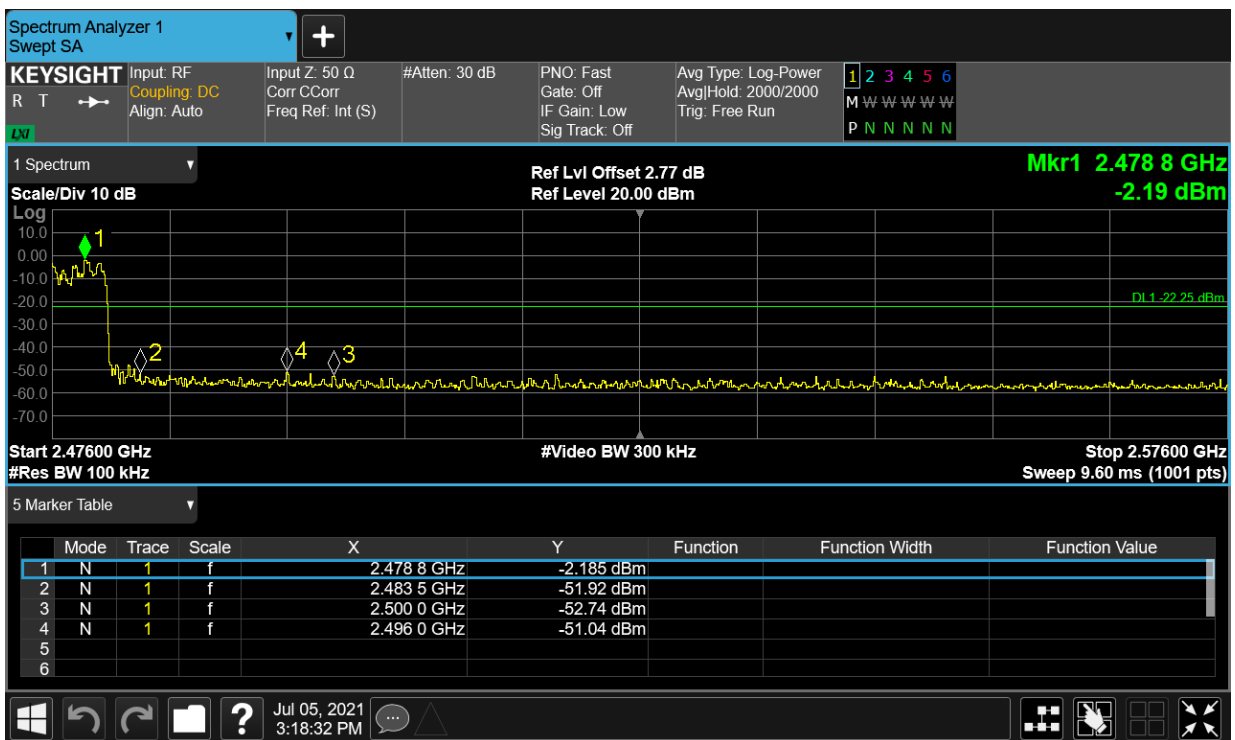 Spectrum Analyzer 1
Swept SA
+
KEYSIGHT Input: RF Input Z: 50 Ω #Atten: 30 dB PNO: Fast Avg Type: Log-Power 1 2 3 4 5 6
R T Coupling: DC Corr CCorr Gate: Off Avg|Hold: 2000/2000 M W W W W W
Align: Auto Freq Ref: Int (S) IF Gain: Low Trig: Free Run
LXI Sig Track: Off P N N N N N
1 Spectrum Ref Lvl Offset 2.77 dB Mkr1 2.478 8 GHz
Scale/Div 10 dB Ref Level 20.00 dBm -2.19 dBm
Log
10.0 1
0.00
-10.0
-20.0 DL1 -22.25 dBm
-30.0
-40.0 2 4 3
-50.0
-60.0
-70.0
Start 2.47600 GHz #Video BW 300 kHz Stop 2.57600 GHz
#Res BW 100 kHz Sweep 9.60 ms (1001 pts)
5 Marker Table
Mode Trace Scale X Y Function Function Width Function Value
1 N 1 f 2.478 8 GHz -2.185 dBm
2 N 1 f 2.483 5 GHz -51.92 dBm
3 N 1 f 2.500 0 GHz -52.74 dBm
4 N 1 f 2.496 0 GHz -51.04 dBm
5
6
? Jul 05, 2021
3:18:32 PM